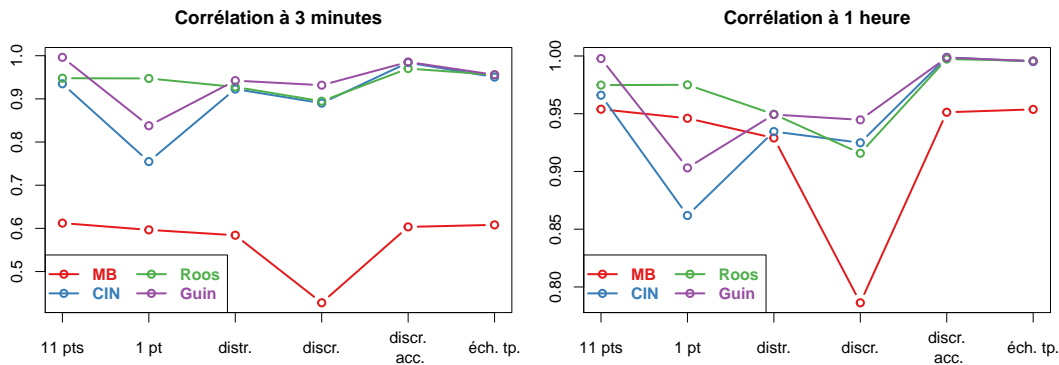 Corrélation à 3 minutes
1.0
0.9
0.8
0.7
0.6
0.5
MB
CIN
Roos
Guin
11 pts
1 pt
distr.
discr.
discr.
acc.
éch. tp.
Corrélation à 1 heure
1.00
0.95
0.90
0.85
0.80
MB
CIN
Roos
Guin
11 pts
1 pt
distr.
discr.
discr.
acc.
éch. tp.